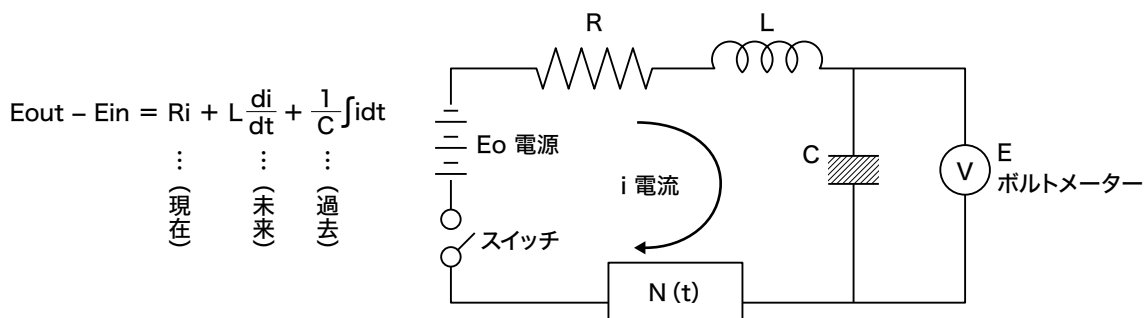 Eout – Ein = Ri + L di/dt + 1/C ∫idt
… … …
(現在) (未来) (過去)
R
L
Eo 電源
i 電流
C
V
E
ボルトメーター
スイッチ
N (t)